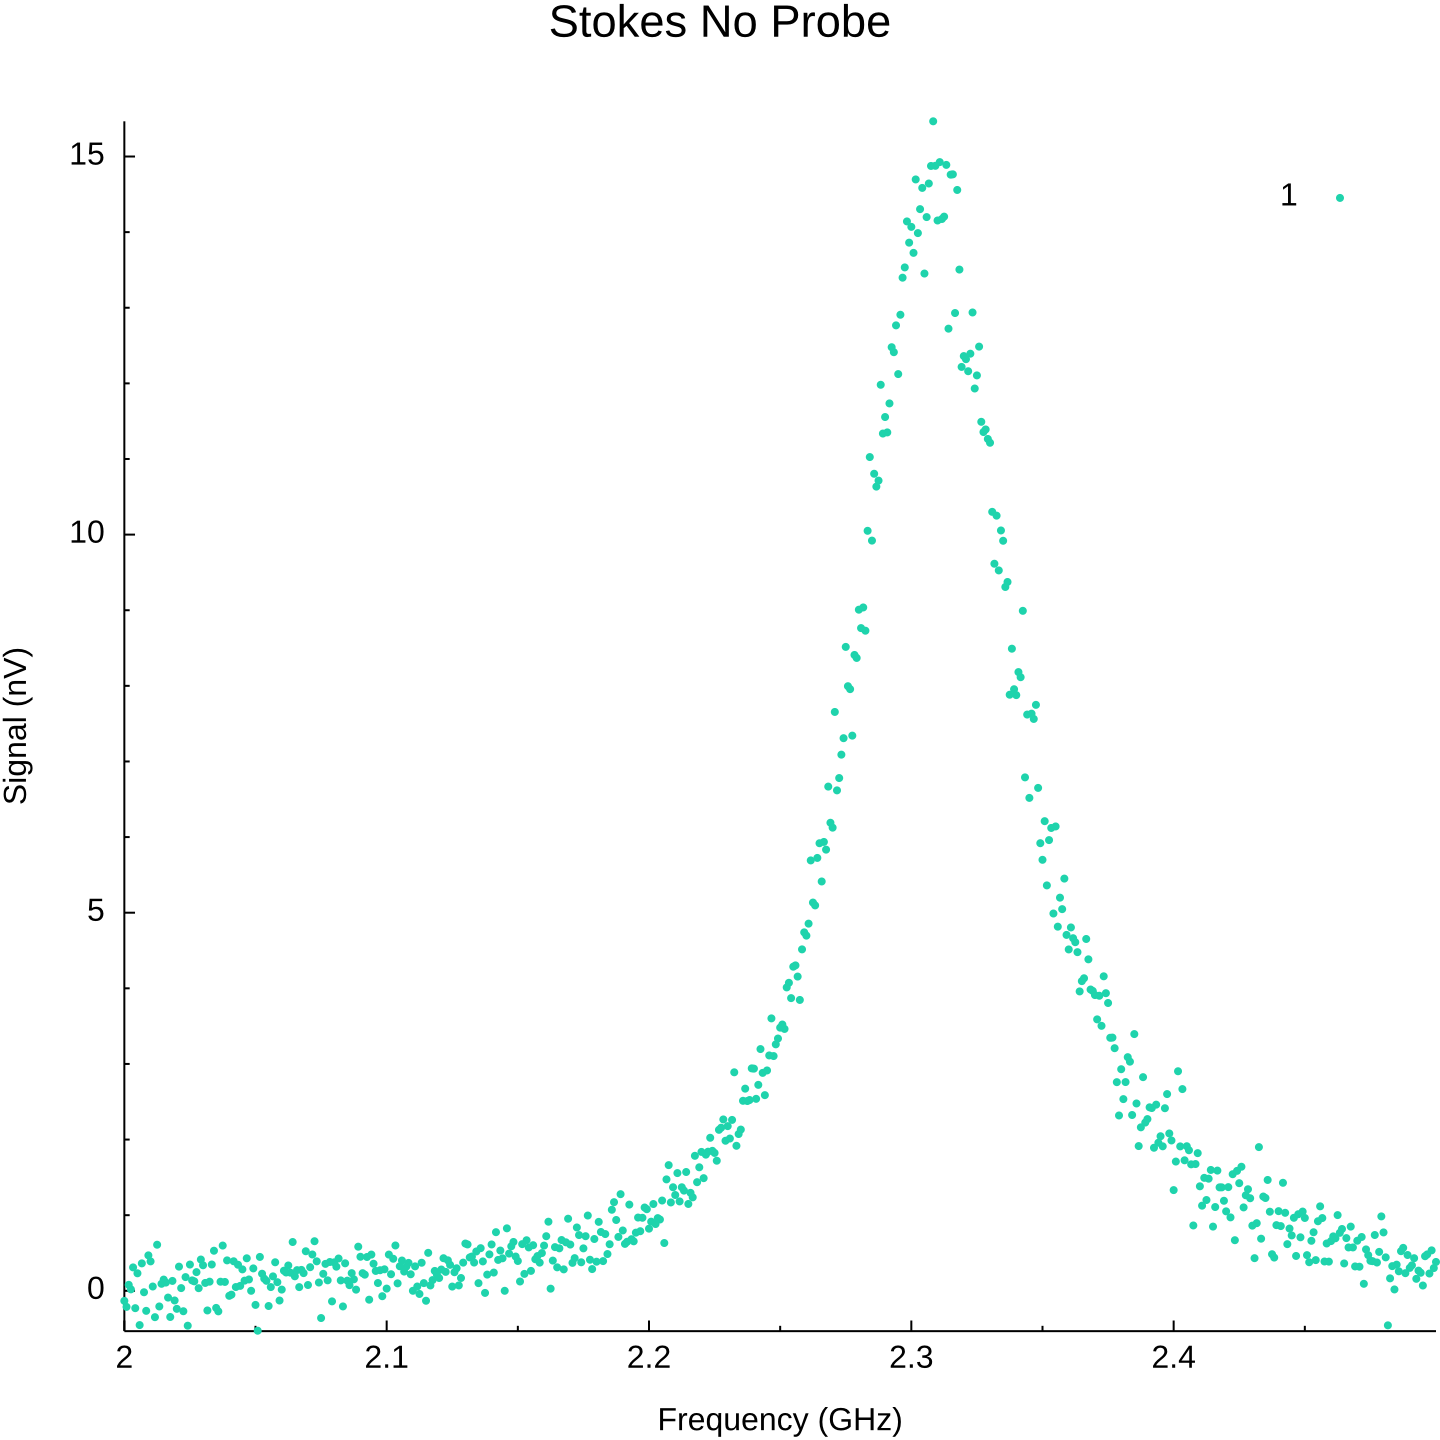 Stokes No Probe
15
1
10
Signal (nV)
5
0
2 2.1 2.2 2.3 2.4
Frequency (GHz)